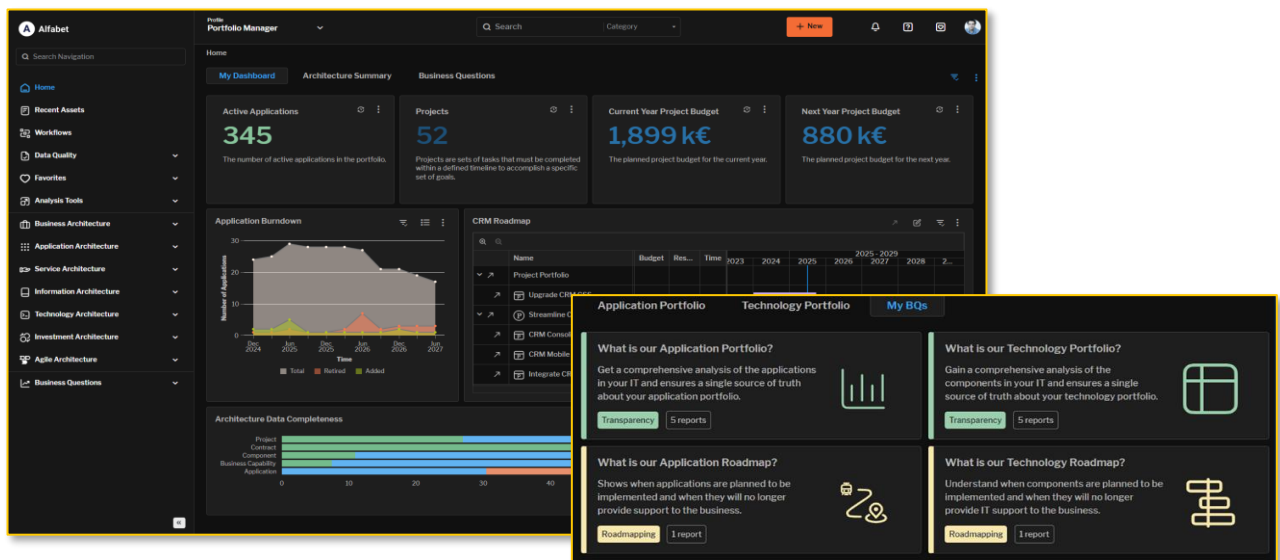 Alfabet
Profile
Portfolio Manager
Search
Category
+ New
Search Navigation
Home
Recent Assets
Workflows
Data Quality
Favorites
Analysis Tools
Business Architecture
Application Architecture
Service Architecture
Information Architecture
Technology Architecture
Investment Architecture
Agile Architecture
Business Questions
Home
My Dashboard
Architecture Summary
Business Questions
Active Applications
345
The number of active applications in the portfolio.
Projects
52
Projects are sets of tasks that must be completed
within a defined timeline to accomplish a specific
set of goals.
Current Year Project Budget
1,899 k€
The planned project budget for the current year.
Next Year Project Budget
880 k€
The planned project budget for the next year.
Application Burndown
Number of Applications
30
20
10
0
Dec 2024
Jun 2025
Dec 2025
Jun 2026
Dec 2026
Jun 2027
Time
Total
Retired
Added
CRM Roadmap
Name
Budget
Res...
Time
2025 - 2029
2023
2024
2025
2026
2027
2028
2...
Project Portfolio
Upgrade CRM
Streamline
CRM Consol
CRM Mobile
Integrate CR
Architecture Data Completeness
Project
Contract
Component
Business Capability
Application
0
10
20
30
40
Application Portfolio
Technology Portfolio
My BQs
What is our Application Portfolio?
Get a comprehensive analysis of the applications
in your IT and ensures a single source of truth
about your application portfolio.
Transparency
5 reports
What is our Technology Portfolio?
Gain a comprehensive analysis of the
components in your IT and ensures a single
source of truth about your technology portfolio.
Transparency
5 reports
What is our Application Roadmap?
Shows when applications are planned to be
implemented and when they will no longer
provide support to the business.
Roadmapping
1 report
What is our Technology Roadmap?
Understand when components are planned to be
implemented and when they will no longer
provide IT support to the business.
Roadmapping
1 report